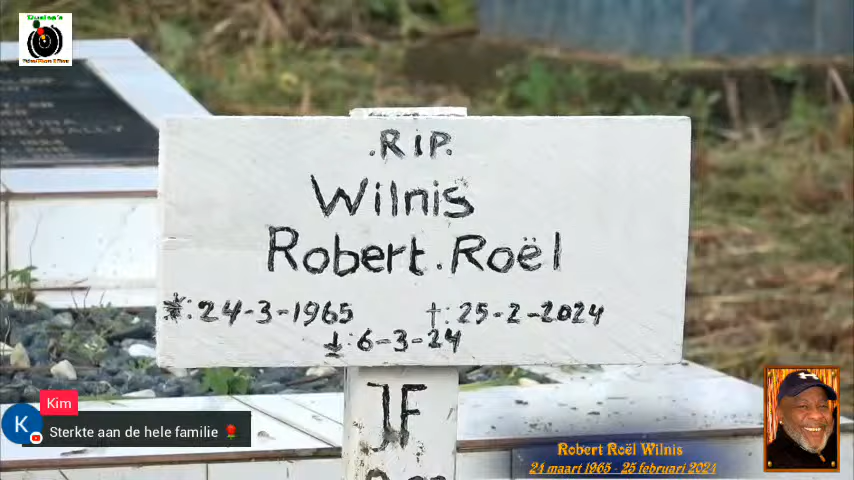 .RIP.
Wilnis
Robert.Roël
*:24-3-1965 †:25-2-2024
⸸:6-3-24
JF
Kim
K
Sterkte aan de hele familie 🌹
Robert Roël Wilnis
24 maart 1965 - 25 februari 2024